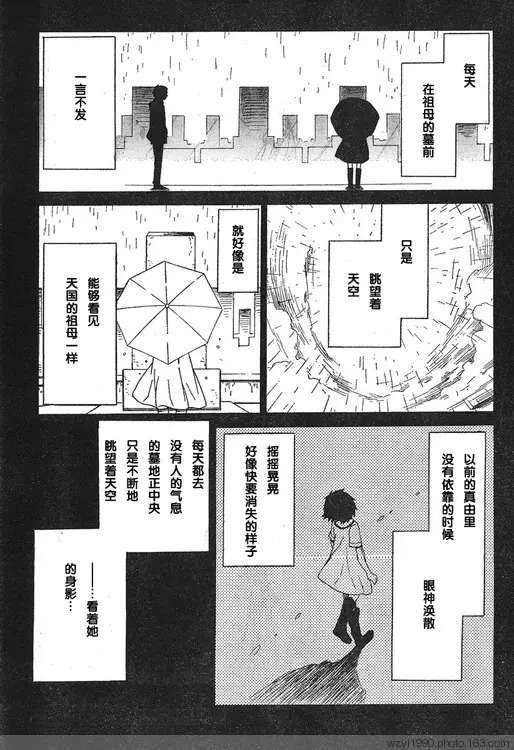 每天
在祖母的墓前
一言不发
只是
眺望着
天空
就好像是
能够看见
天国的祖母一样
以前的真由里
没有依靠的时候
眼神涣散
摇摇晃晃
好像快要消失的样子
每天都去
没有人的气息
的墓地正中央
只是不断地
眺望着天空
——…看着她
的身影…
wzyl1990.photo.163.com